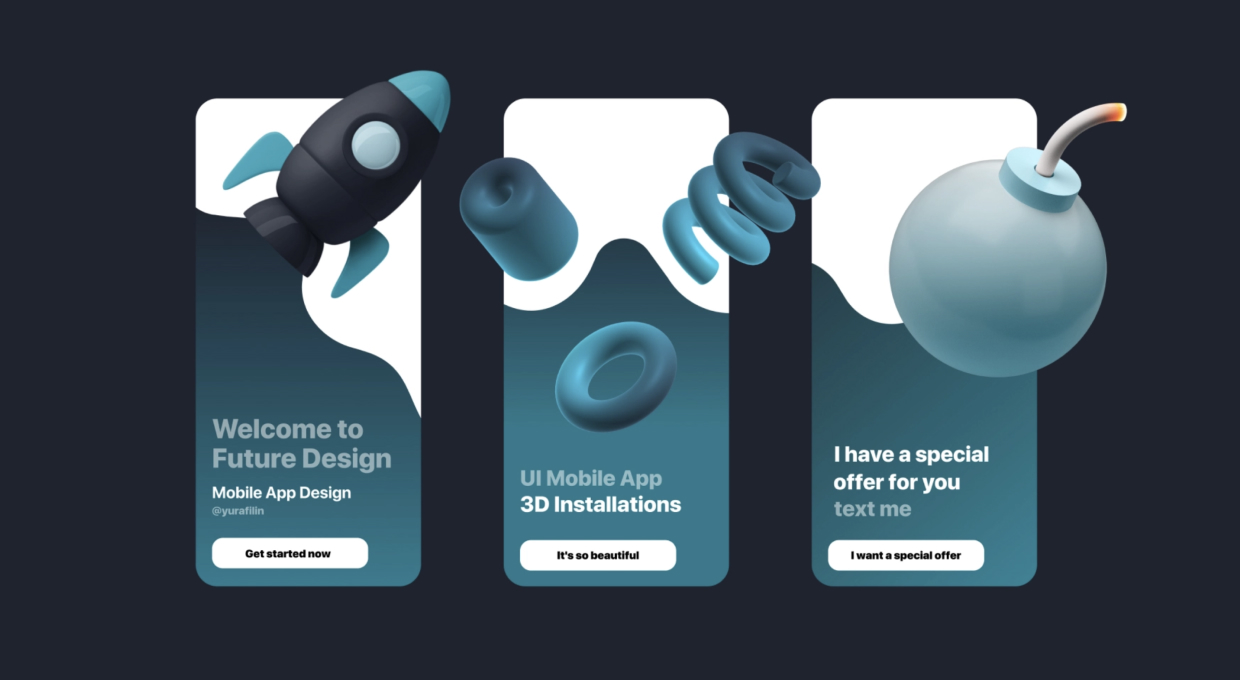 Welcome to
Future Design
Mobile App Design
@yurafilin
Get started now
UI Mobile App
3D Installations
It's so beautiful
I have a special
offer for you
text me
I want a special offer